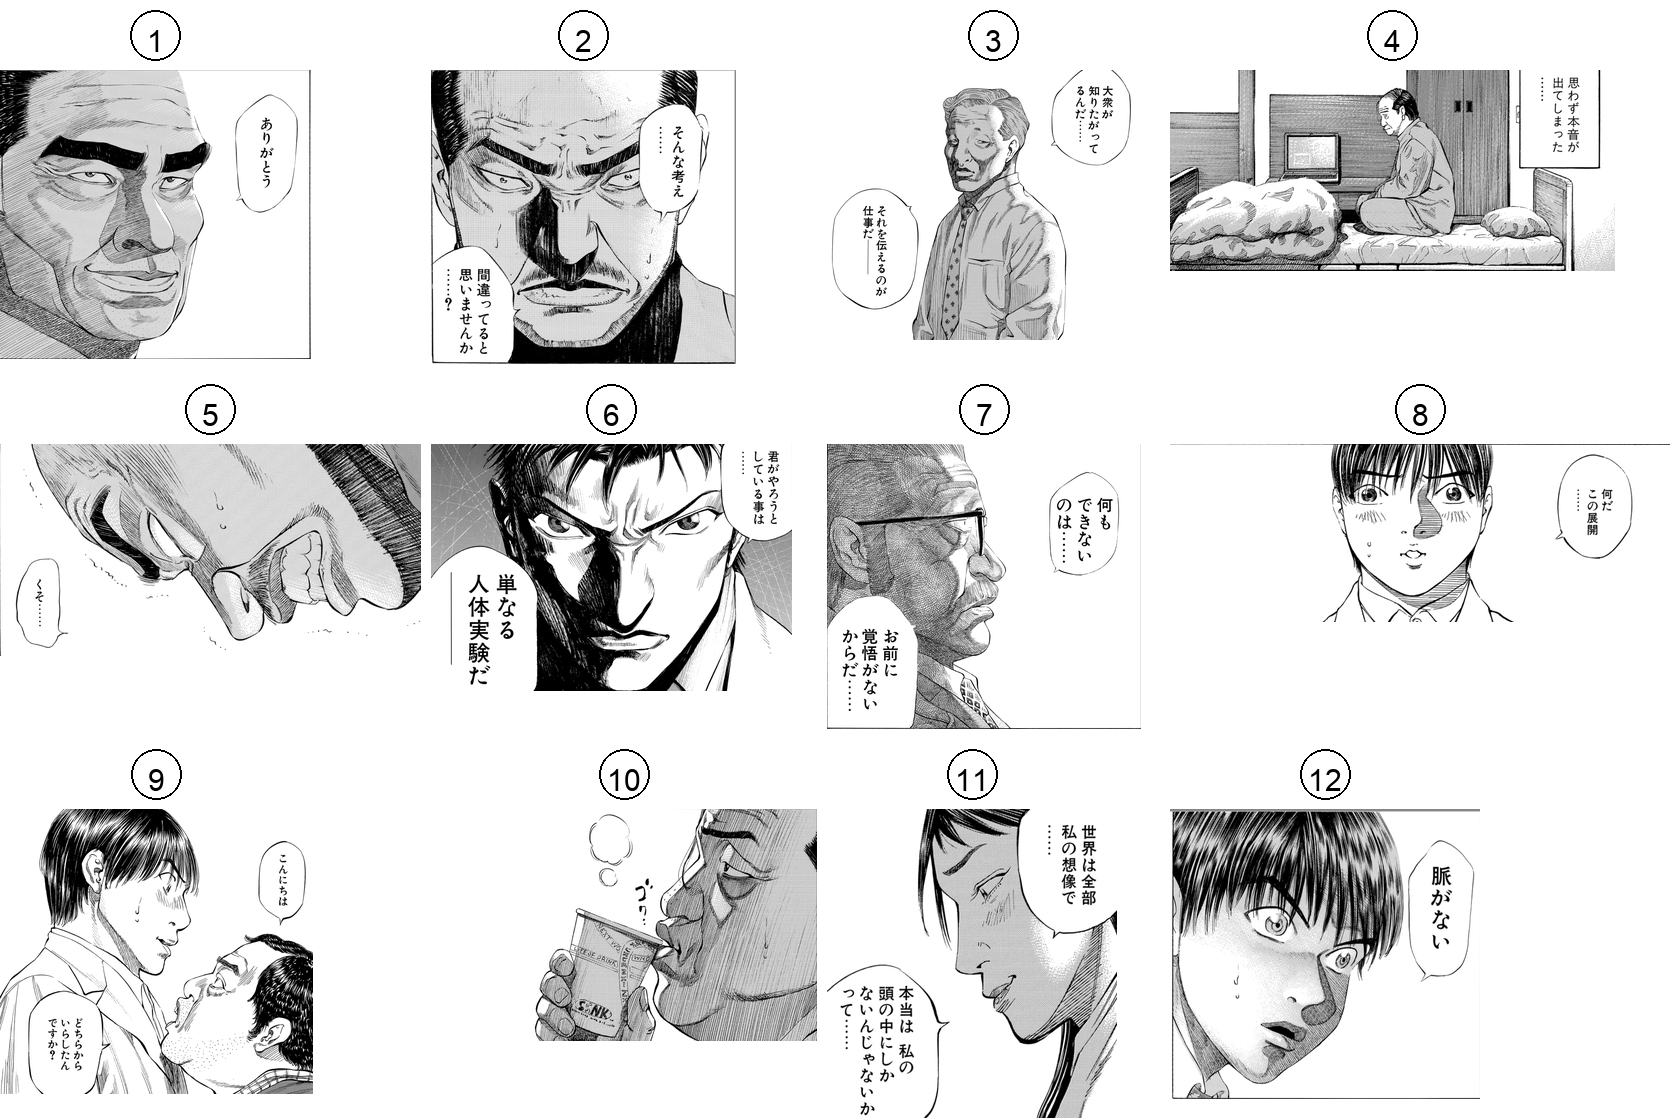 1
ありがとう
2
そんな考え
……
間違ってると
思いませんか
……？
3
大衆が
知りたがって
るんだ……
それを伝えるのが
仕事だ――
4
思わず本音が
出てしまった
……
5
くそ……
6
君がやろうと
している事は
……
単なる
人体実験だ
――
7
何も
できない
のは……
お前に
覚悟がない
からだ……
8
何だ
この展開
……
9
こんにちは
どちらから
いらしたん
ですか？
10
ゴク…
11
世界は全部
私の想像で
……
本当は 私の
頭の中にしか
ないんじゃないか
って……
12
脈がない